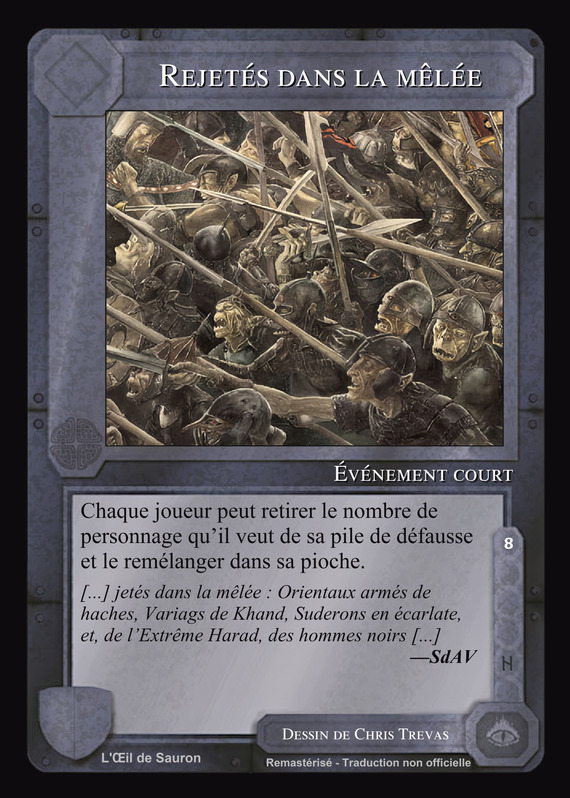 Rejetés dans la mêlée
Événement court
Chaque joueur peut retirer le nombre de
personnage qu'il veut de sa pile de défausse
et le remélanger dans sa pioche.
8
[...] jetés dans la mêlée : Orientaux armés de
haches, Variags de Khand, Suderons en écarlate,
et, de l'Extrême Harad, des hommes noirs [...]
—SdAV
Dessin de Chris Trevas
L'Œil de Sauron
Remastérisé - Traduction non officielle